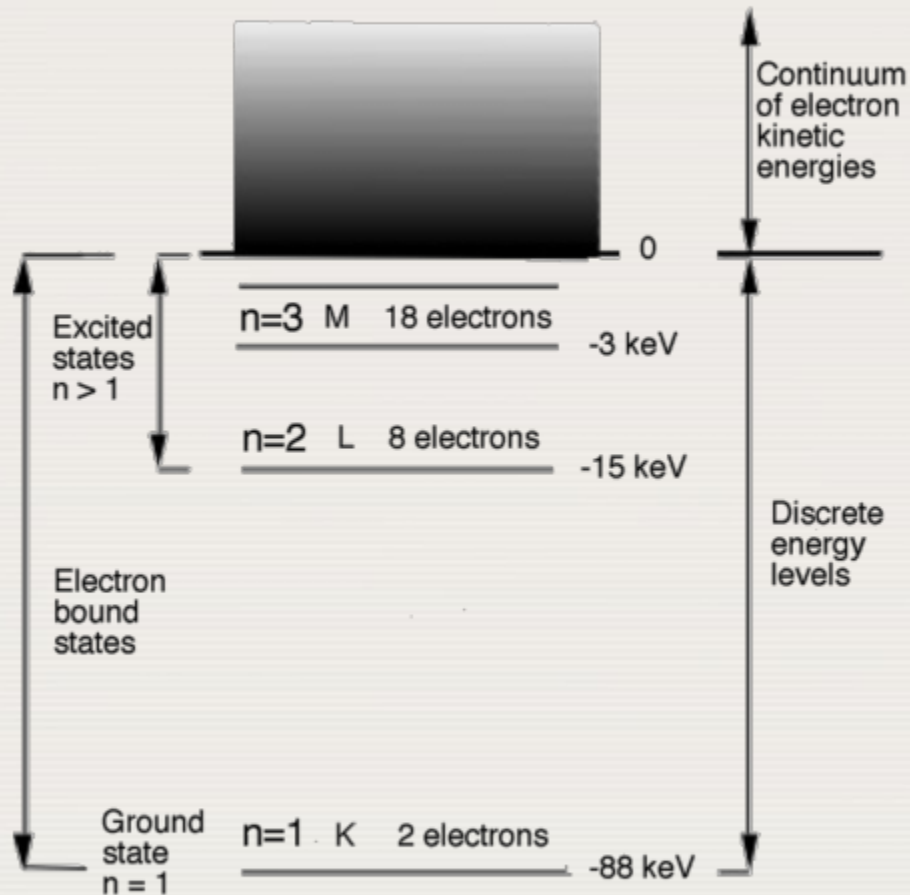 Continuum
of electron
kinetic
energies
0
n=3 M 18 electrons
-3 keV
Excited
states
n > 1
n=2 L 8 electrons
-15 keV
Discrete
energy
levels
Electron
bound
states
Ground
state
n = 1
n=1 K 2 electrons
-88 keV